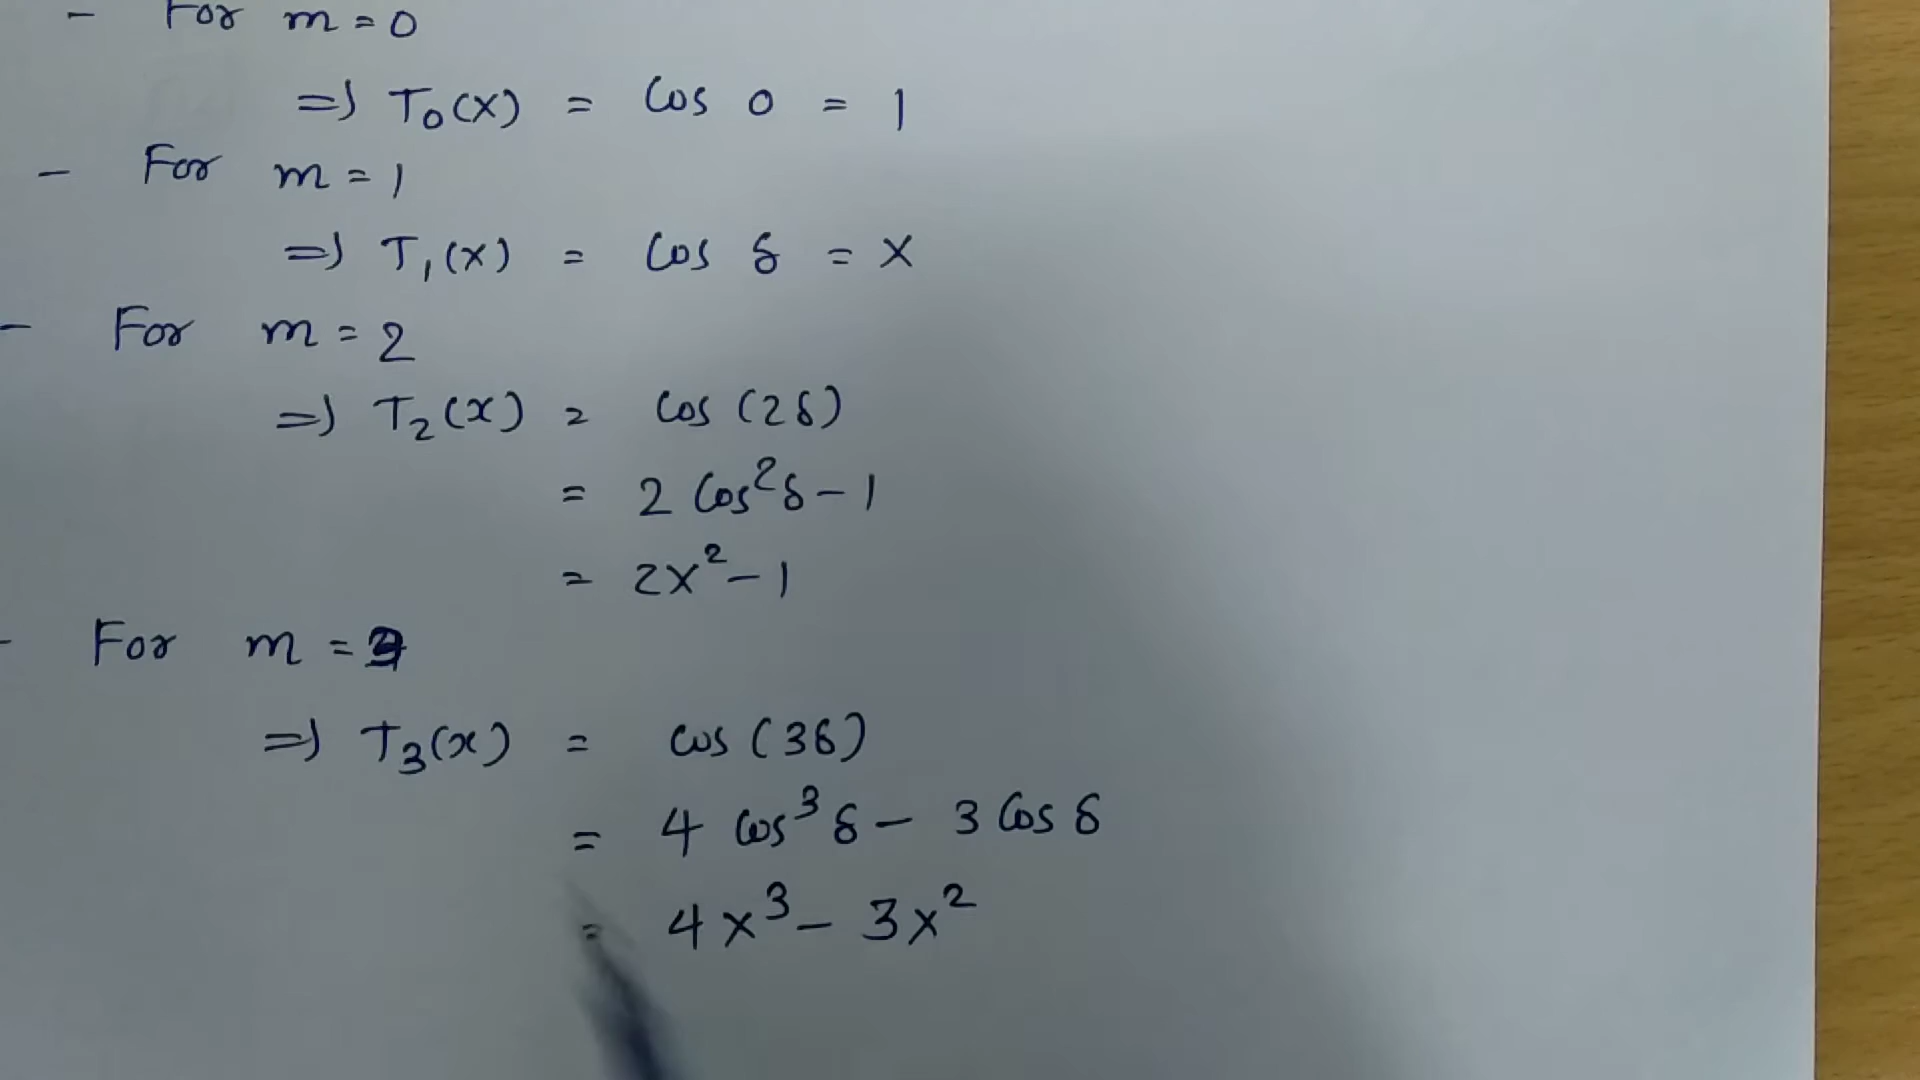 - For m = 0
=> T₀(x) = Cos 0 = 1
- For m = 1
=> T₁(x) = Cos δ = x
- For m = 2
=> T₂(x) = Cos (2δ)
= 2 Cos²δ - 1
= 2x² - 1
- For m =
=> T₃(x) = Cos (3δ)
= 4 Cos³δ - 3 Cos δ
= 4x³ - 3x²